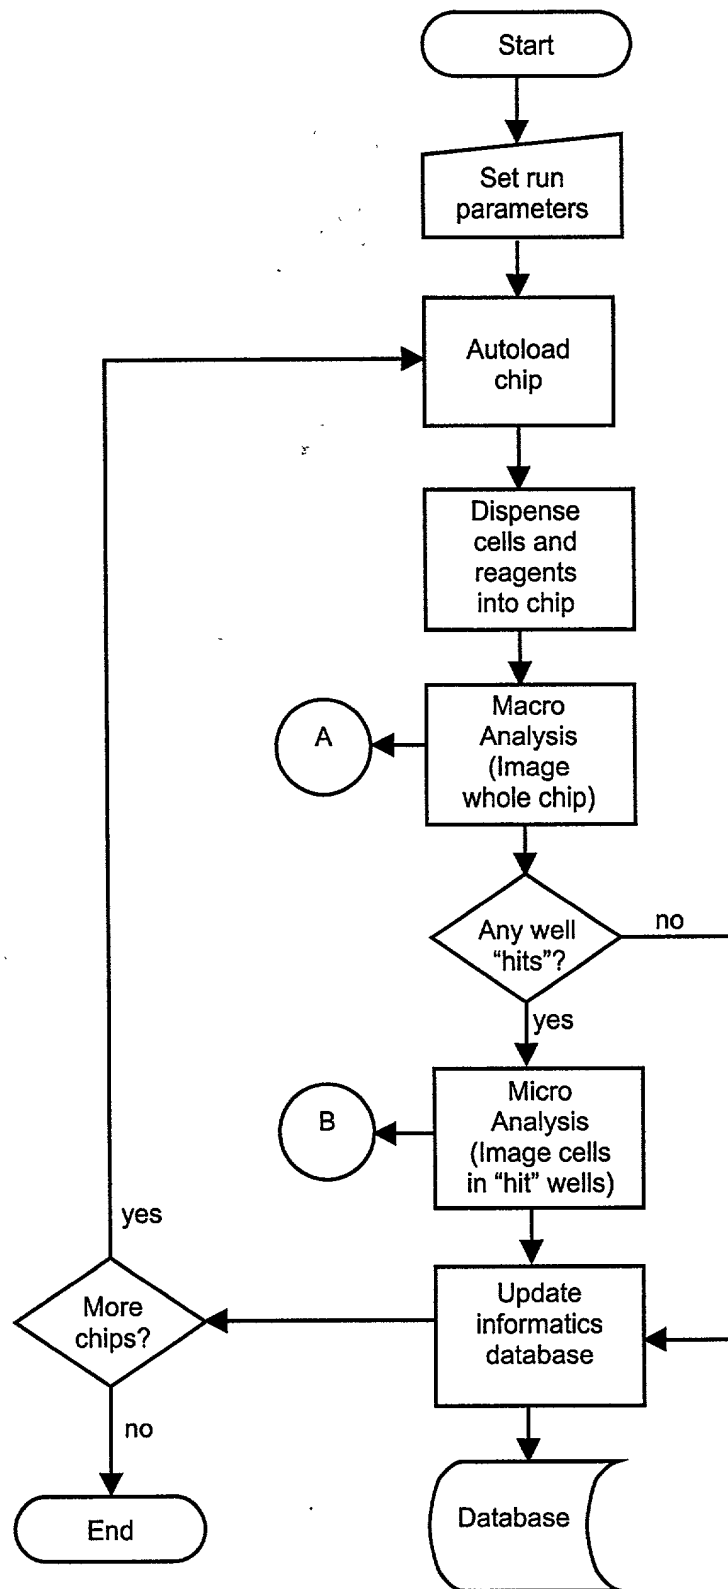 Start
Set run
parameters
Autoload
chip
Dispense
cells and
reagents
into chip
Macro
Analysis
(Image
whole chip)
A
Any well
"hits"?
no
yes
Micro
Analysis
(Image cells
in "hit" wells)
B
yes
Update
informatics
database
More
chips?
no
Database
End